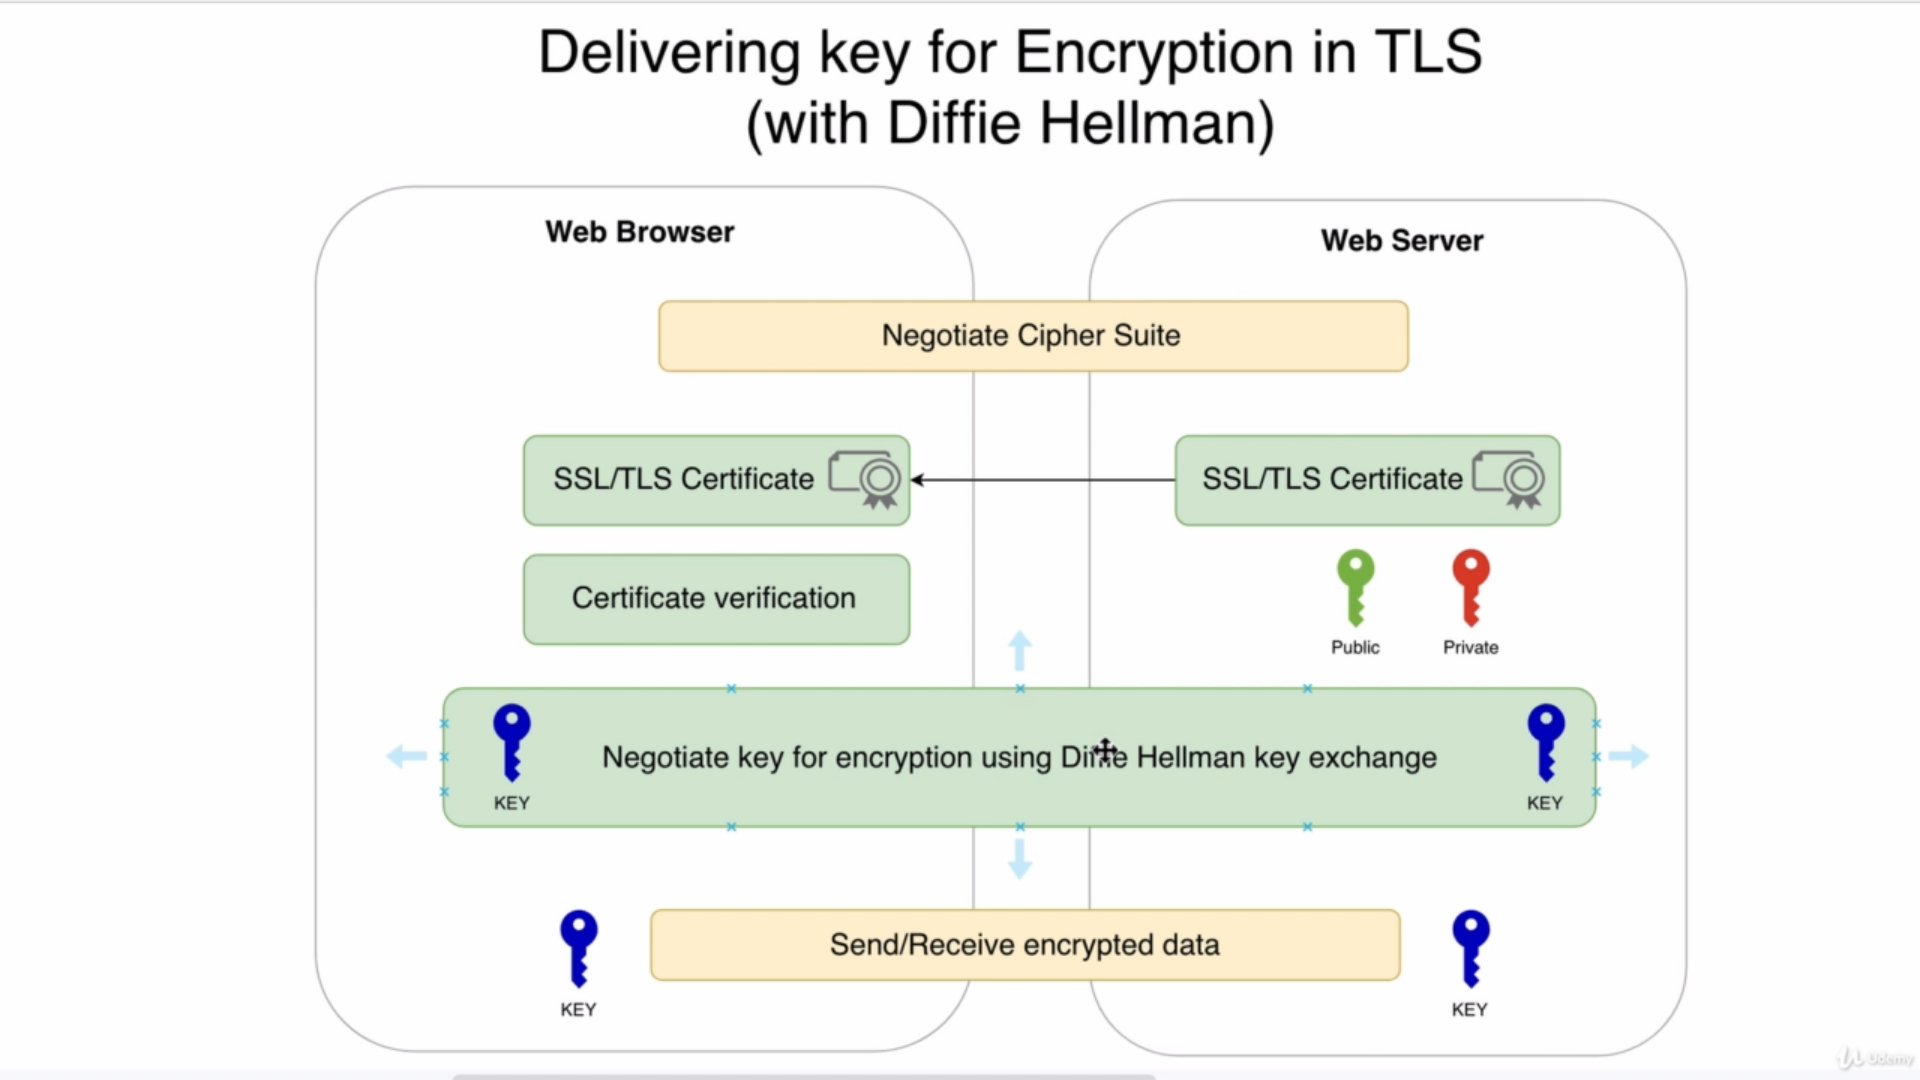 Delivering key for Encryption in TLS
(with Diffie Hellman)
Web Browser
Web Server
Negotiate Cipher Suite
SSL/TLS Certificate
SSL/TLS Certificate
Certificate verification
Public
Private
Negotiate key for encryption using Diffie Hellman key exchange
KEY
KEY
Send/Receive encrypted data
KEY
KEY
Udemy